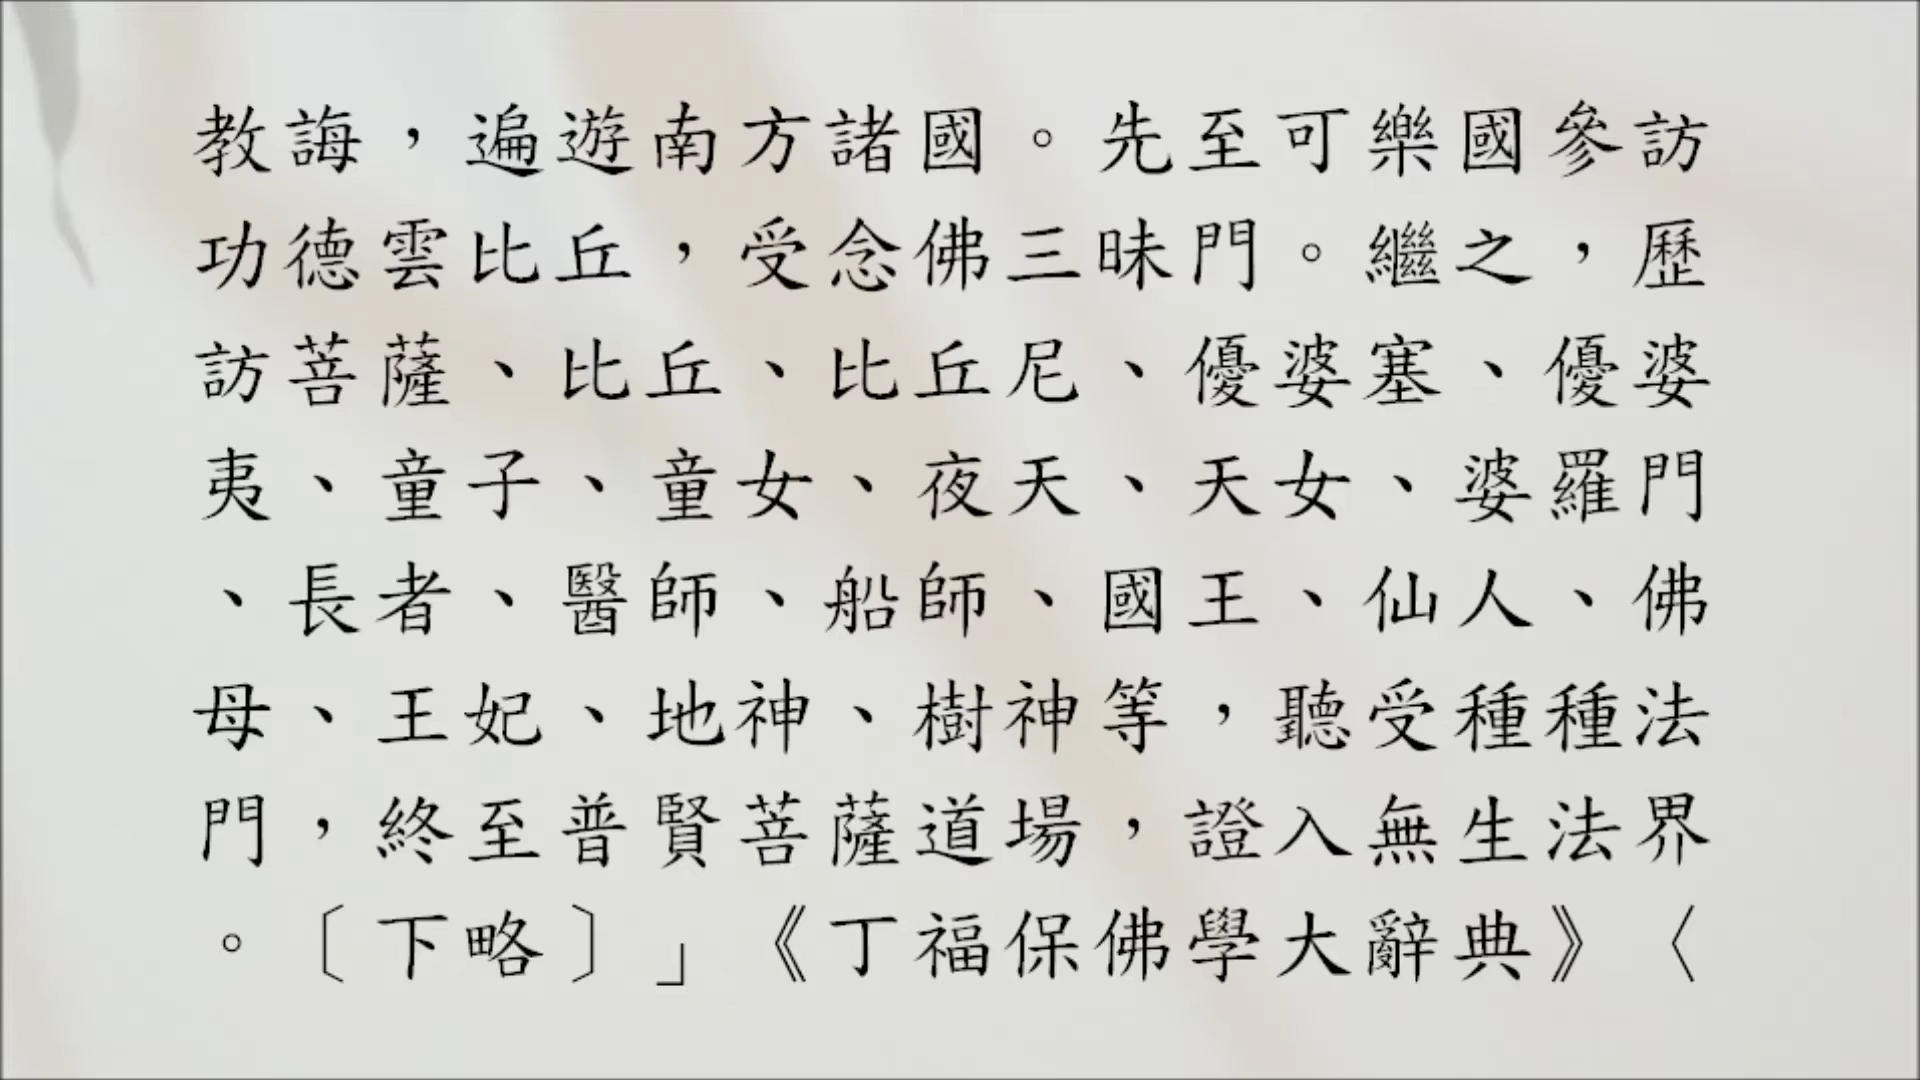 教誨，遍遊南方諸國。先至可樂國參訪
功德雲比丘，受念佛三昧門。繼之，歷
訪菩薩、比丘、比丘尼、優婆塞、優婆
夷、童子、童女、夜天、天女、婆羅門
、長者、醫師、船師、國王、仙人、佛
母、王妃、地神、樹神等，聽受種種法
門，終至普賢菩薩道場，證入無生法界
。〔下略〕」《丁福保佛學大辭典》〈